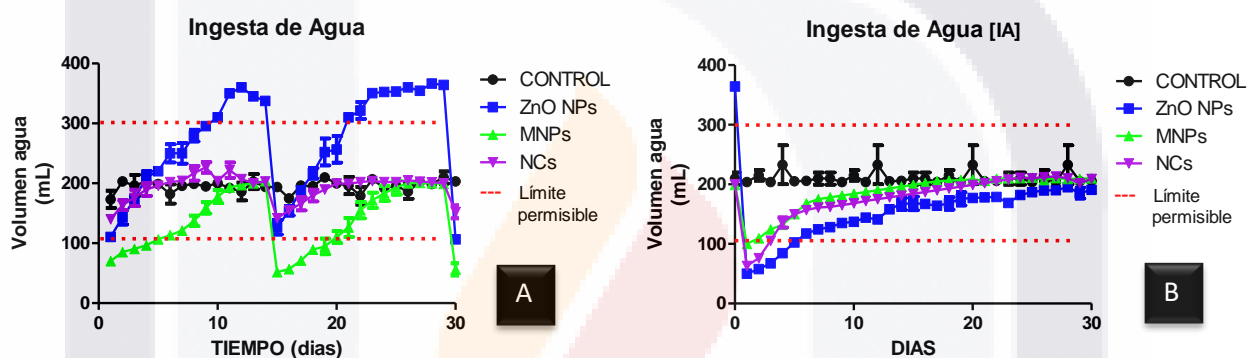 Ingesta de Agua
400
300
200
100
0
0
10
20
30
Volumen agua
(mL)
TIEMPO (dias)
CONTROL
ZnO NPs
MNPs
NCs
Límite
permisible
A
Ingesta de Agua [IA]
400
300
200
100
0
0
10
20
30
Volumen agua
(mL)
DIAS
CONTROL
ZnO NPs
MNPs
NCs
Límite
permisible
B